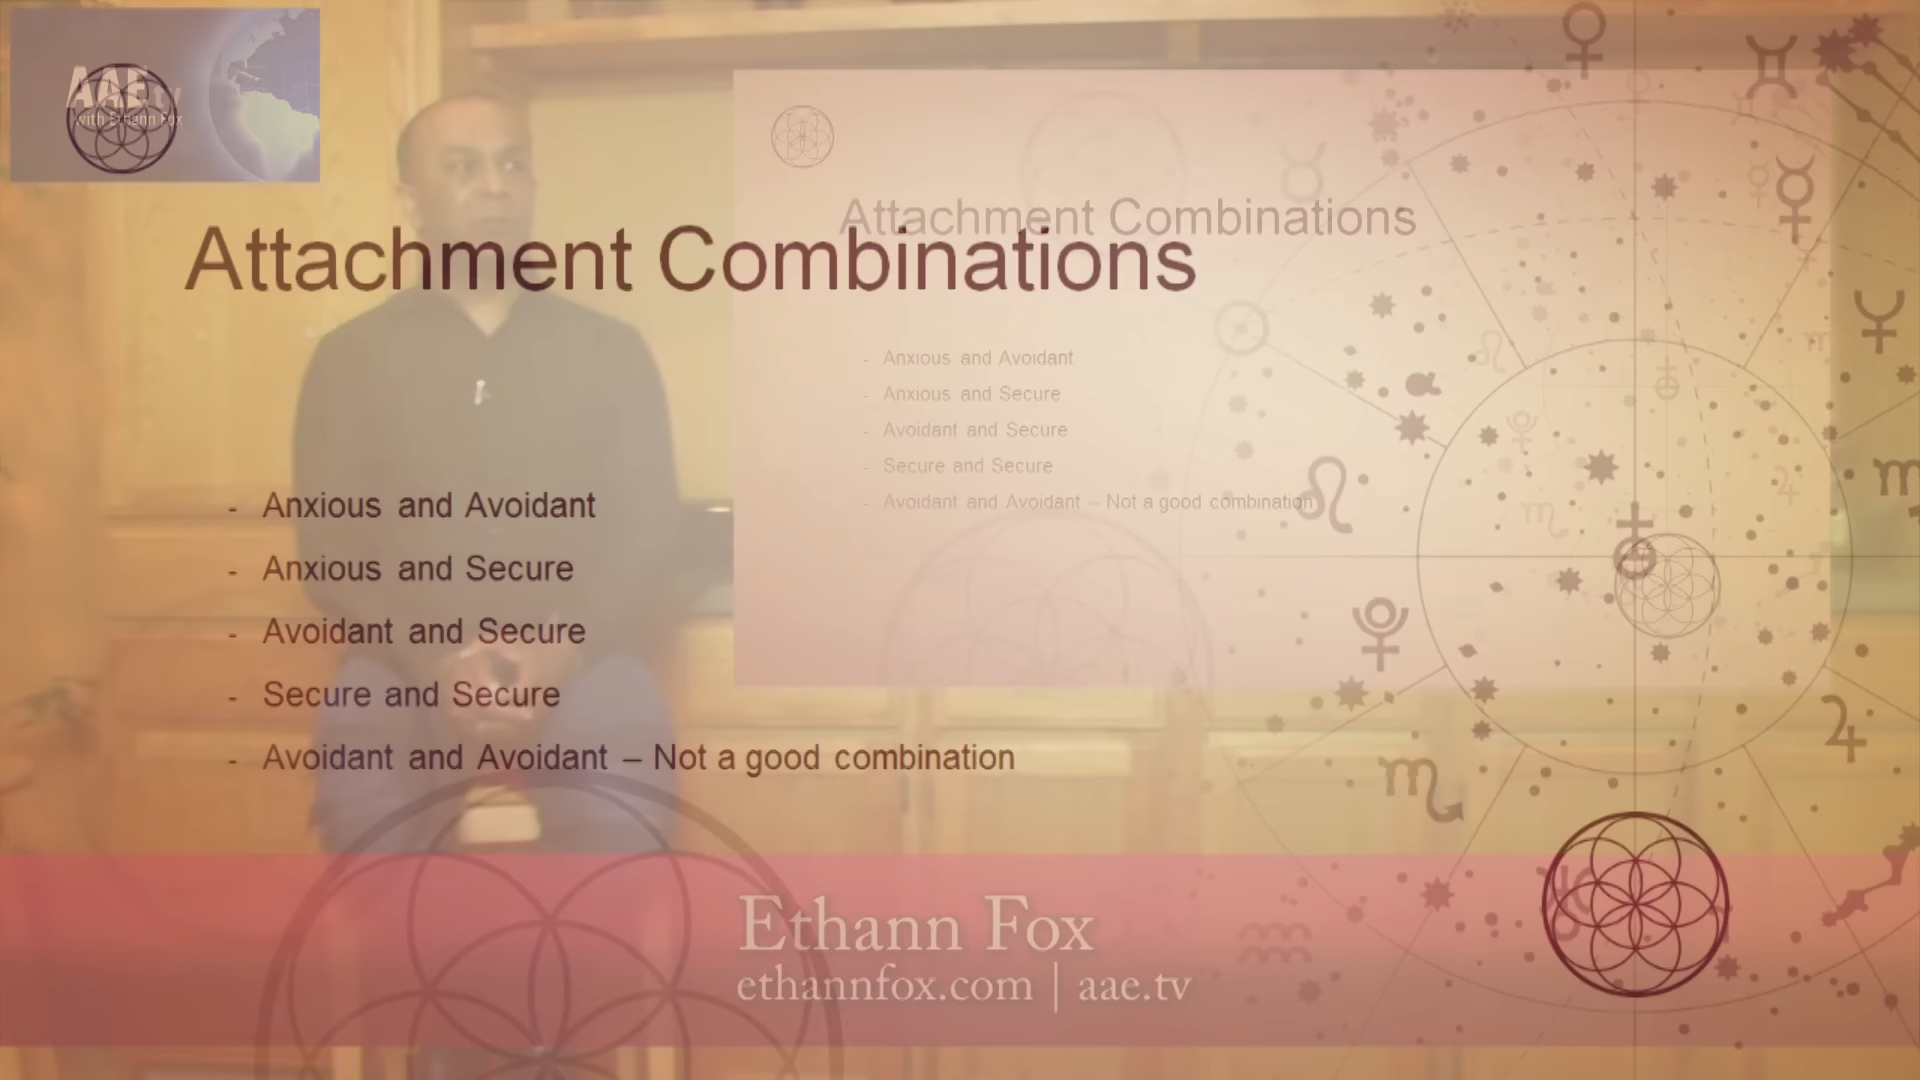 AAE tv
with Ethann Fox
Attachment Combinations
- Anxious and Avoidant
- Anxious and Secure
- Avoidant and Secure
- Secure and Secure
- Avoidant and Avoidant – Not a good combination
Attachment Combinations
- Anxious and Avoidant
- Anxious and Secure
- Avoidant and Secure
- Secure and Secure
- Avoidant and Avoidant – Not a good combination
Ethann Fox
ethannfox.com | aae.tv